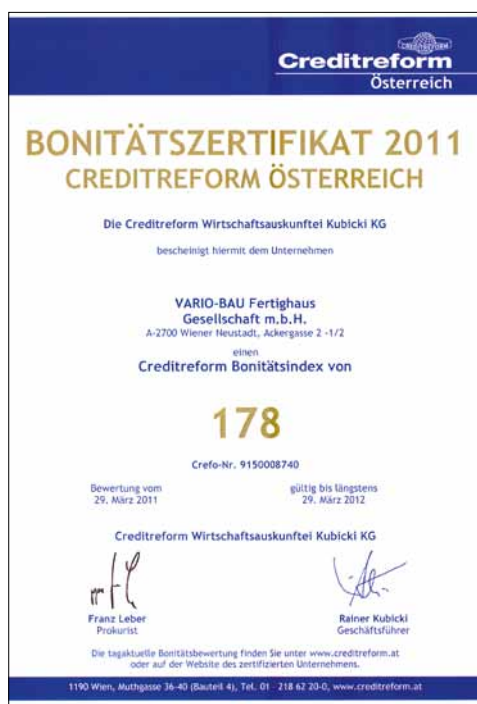 CREDITREFORM
Creditreform
Österreich
BONITÄTSZERTIFIKAT 2011
CREDITREFORM ÖSTERREICH
Die Creditreform Wirtschaftsauskunftei Kubicki KG
bescheinigt hiermit dem Unternehmen
VARIO-BAU Fertighaus
Gesellschaft m.b.H.
A-2700 Wiener Neustadt, Ackergasse 2 -1/2
einen
Creditreform Bonitätsindex von
178
Crefo-Nr. 9150008740
Bewertung vom gültig bis längstens
29. März 2011 29. März 2012
Creditreform Wirtschaftsauskunftei Kubicki KG
ppa
Franz Leber Rainer Kubicki
Prokurist Geschäftsführer
Die tagaktuelle Bonitätsbewertung finden Sie unter www.creditreform.at
oder auf der Website des zertifizierten Unternehmens.
1190 Wien, Muthgasse 36-40 (Bauteil 4), Tel. 01 - 218 62 20-0, www.creditreform.at